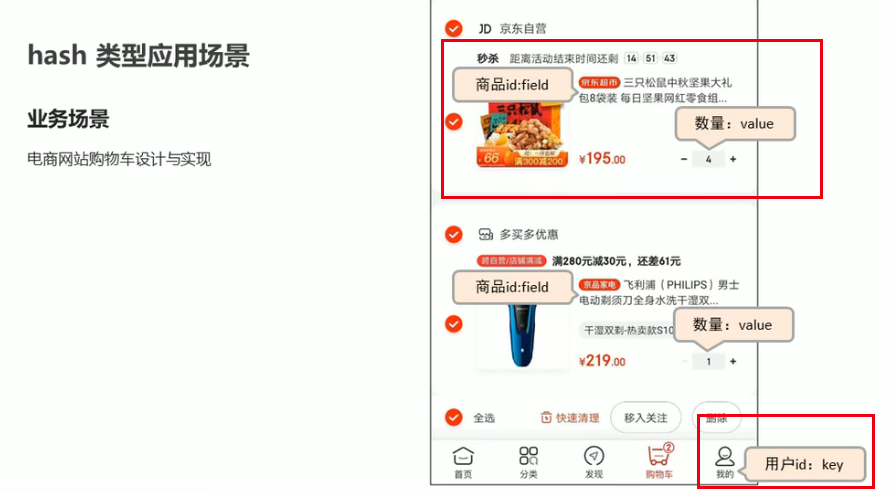 hash 类型应用场景
业务场景
电商网站购物车设计与实现
JD 京东自营
秒杀 距离活动结束时间还剩 14 51 43
商品id:field
京东超市 三只松鼠中秋坚果大礼
包8袋装 每日坚果网红零食组...
数量：value
三只松鼠
66
满300减200
¥195.00
- 4 +
多买多优惠
跨自营/店铺满减 满280元减30元，还差61元
商品id:field
京品家电 飞利浦（PHILIPS）男士
电动剃须刀全身水洗干湿双...
干湿双剃-热卖款S10
数量：value
¥219.00
- 1 +
全选 快速清理 移入关注 删除
2
首页 分类 发现 购物车 我的
用户id：key